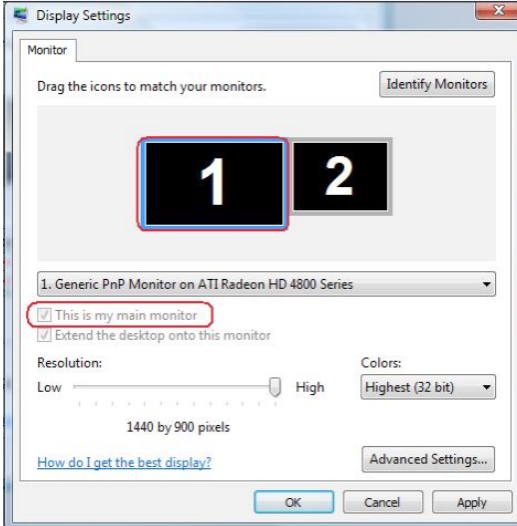 Display Settings
Monitor
Drag the icons to match your monitors.
Identify Monitors
1
2
1. Generic PnP Monitor on ATI Radeon HD 4800 Series
This is my main monitor
Extend the desktop onto this monitor
Resolution:
Colors:
Low
High
Highest (32 bit)
1440 by 900 pixels
How do I get the best display?
Advanced Settings...
OK
Cancel
Apply